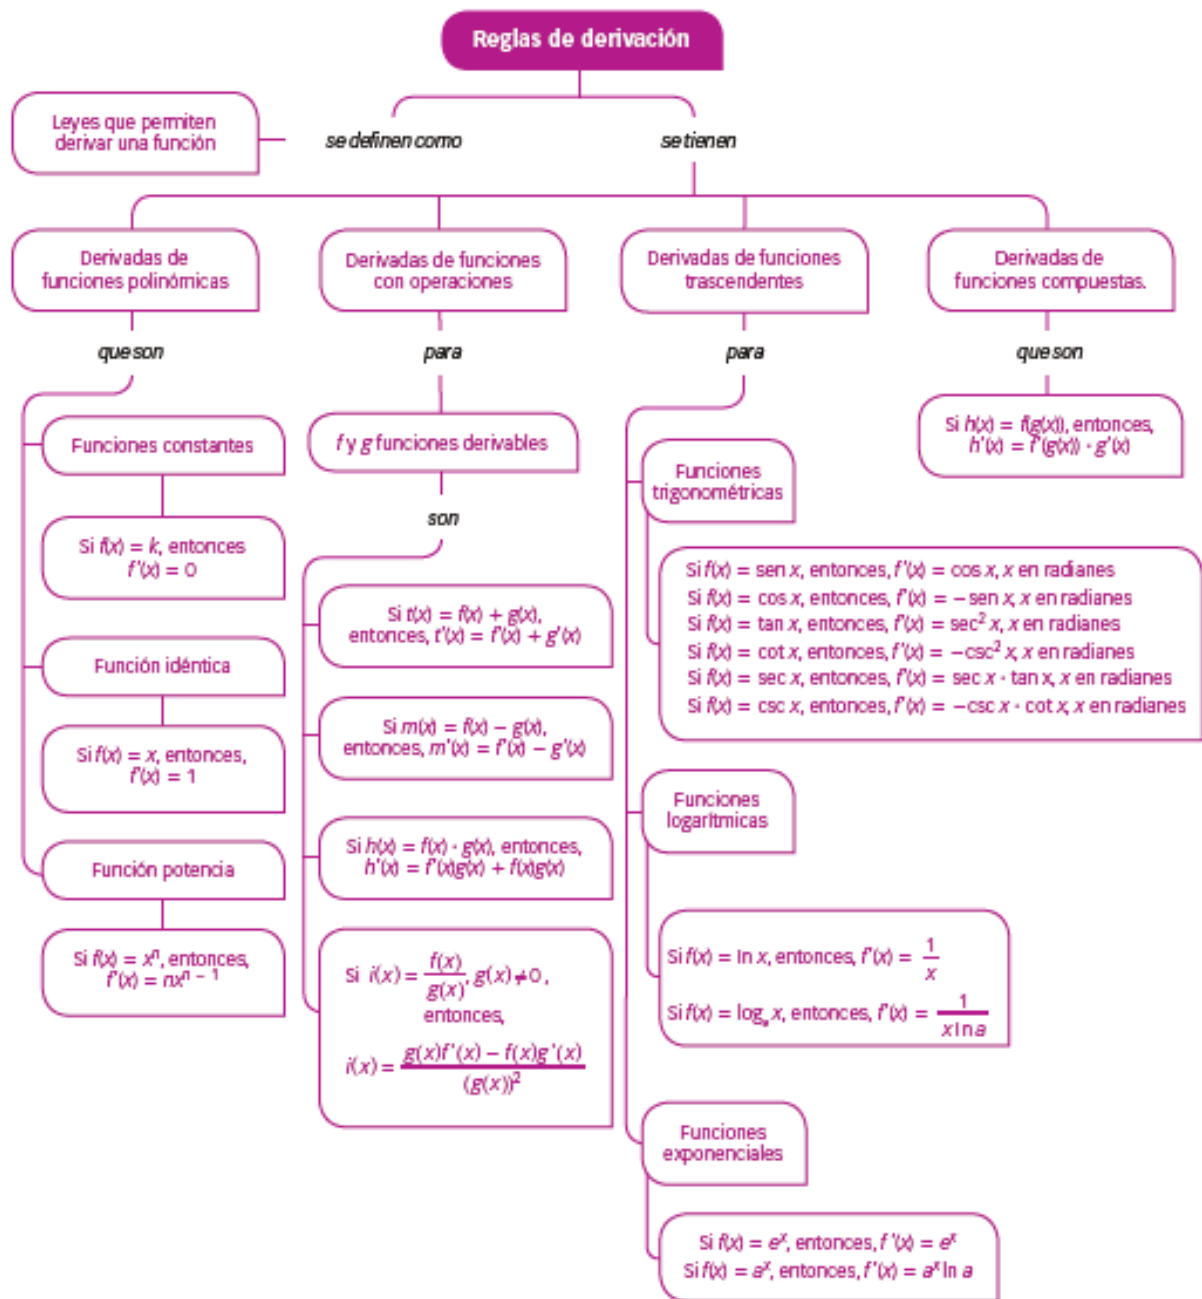 Reglas de derivación
Leyes que permiten
derivar una función
se definen como
se tienen
Derivadas de
funciones polinómicas
que son
Funciones constantes
Si f(x) = k, entonces
f'(x) = 0
Función idéntica
Si f(x) = x, entonces,
f'(x) = 1
Función potencia
Si f(x) = xⁿ, entonces,
f'(x) = nxⁿ ⁻ ¹
Derivadas de funciones
con operaciones
para
f y g funciones derivables
son
Si t(x) = f(x) + g(x),
entonces, t'(x) = f'(x) + g'(x)
Si m(x) = f(x) − g(x),
entonces, m'(x) = f'(x) − g'(x)
Si h(x) = f(x) · g(x), entonces,
h'(x) = f'(x)g(x) + f(x)g(x)
Si i(x) = f(x)/g(x), g(x) ≠ 0,
entonces,
i(x) = g(x)f'(x) − f(x)g'(x)/(g(x))²
Derivadas de funciones
trascendentes
para
Funciones
trigonométricas
Si f(x) = sen x, entonces, f'(x) = cos x, x en radianes
Si f(x) = cos x, entonces, f'(x) = −sen x, x en radianes
Si f(x) = tan x, entonces, f'(x) = sec² x, x en radianes
Si f(x) = cot x, entonces, f'(x) = −csc² x, x en radianes
Si f(x) = sec x, entonces, f'(x) = sec x · tan x, x en radianes
Si f(x) = csc x, entonces, f'(x) = −csc x · cot x, x en radianes
Funciones
logarítmicas
Si f(x) = ln x, entonces, f'(x) = 1/x
Si f(x) = logₐ x, entonces, f'(x) = 1/x ln a
Funciones
exponenciales
Si f(x) = eˣ, entonces, f'(x) = eˣ
Si f(x) = aˣ, entonces, f'(x) = aˣ ln a
Derivadas de
funciones compuestas.
que son
Si h(x) = f(g(x)), entonces,
h'(x) = f'(g(x)) · g'(x)